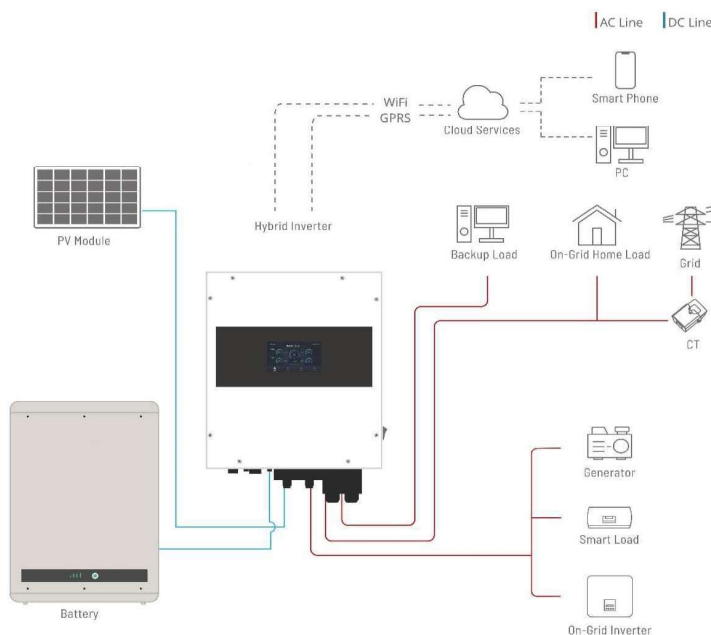 AC Line
DC Line
WiFi
GPRS
Cloud Services
Smart Phone
PC
PV Module
Hybrid Inverter
Backup Load
On-Grid Home Load
Grid
CT
Generator
Smart Load
On-Grid Inverter
Battery